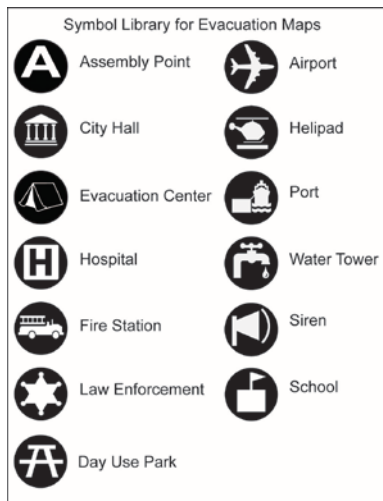 Symbol Library for Evacuation Maps
A Assembly Point
Airport
City Hall
Helipad
Evacuation Center
Port
H Hospital
Water Tower
Fire Station
Siren
Law Enforcement
School
Day Use Park